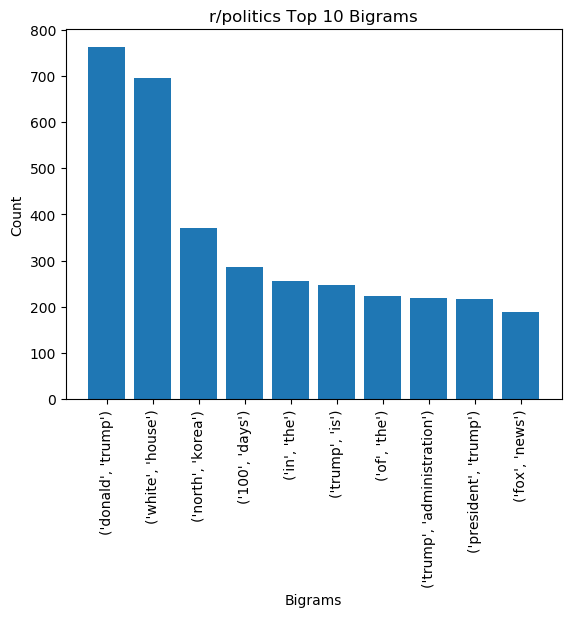 r/politics Top 10 Bigrams
Count
800
700
600
500
400
300
200
100
0
('donald', 'trump')
('white', 'house')
('north', 'korea')
('100', 'days')
('in', 'the')
('trump', 'is')
('of', 'the')
('trump', 'administration')
('president', 'trump')
('fox', 'news')
Bigrams